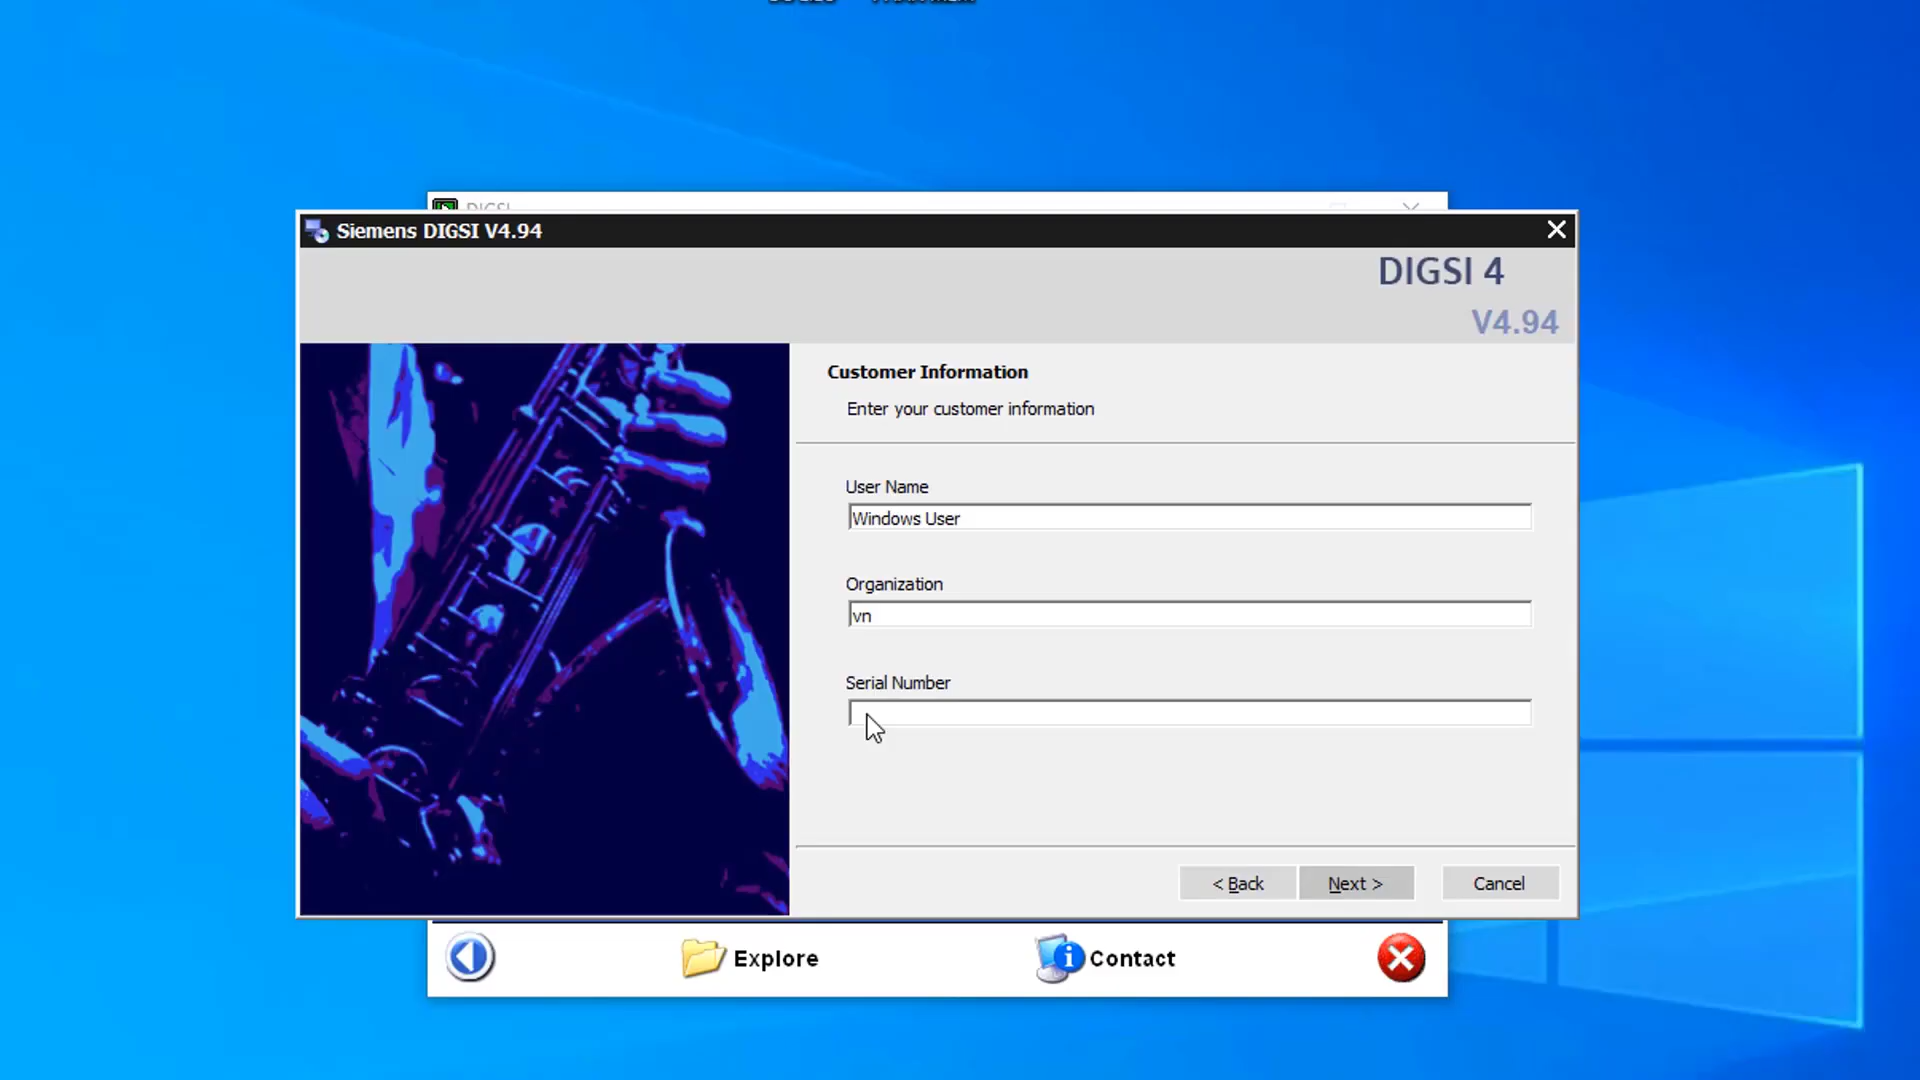 DIGSI
Siemens DIGSI V4.94
DIGSI 4
V4.94
Customer Information
Enter your customer information
User Name
Windows User
Organization
vn
Serial Number
< Back
Next >
Cancel
Explore
Contact